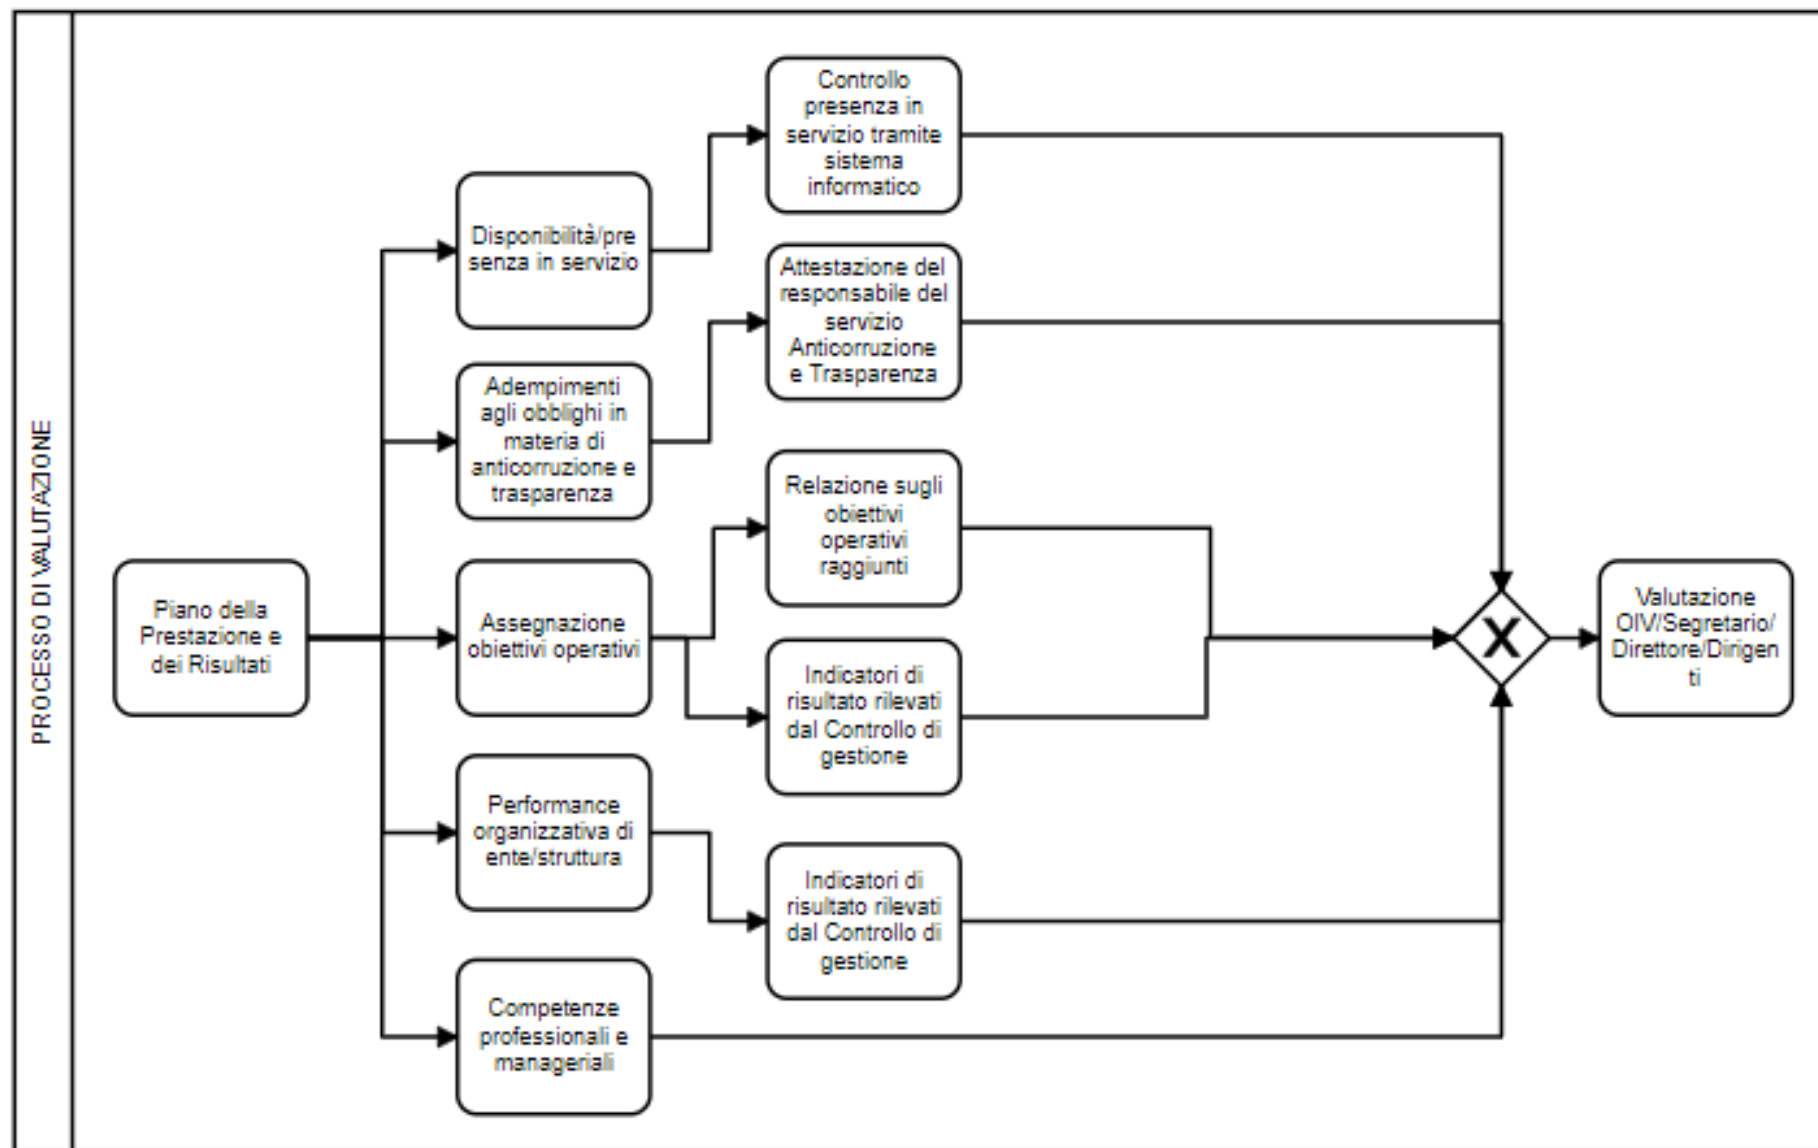 PROCESSO DI VALUTAZIONE
Piano della
Prestazione e
dei Risultati
Disponibilità/pre
senza in servizio
Adempimenti
agli obblighi in
materia di
anticorruzione e
trasparenza
Assegnazione
obiettivi operativi
Performance
organizzativa di
ente/struttura
Competenze
professionali e
manageriali
Controllo
presenza in
servizio tramite
sistema
informatico
Attestazione del
responsabile del
servizio
Anticorruzione
e Trasparenza
Relazione sugli
obiettivi
operativi
raggiunti
Indicatori di
risultato rilevati
dal Controllo di
gestione
Indicatori di
risultato rilevati
dal Controllo di
gestione
X
Valutazione
OIV/Segretario/
Direttore/Dirigen
ti